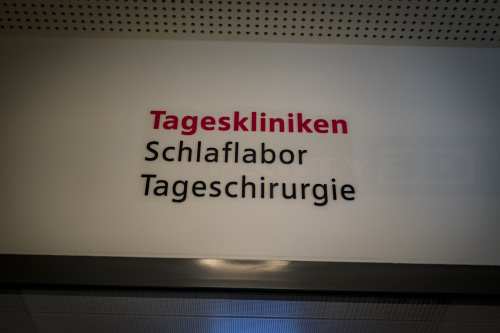 Tageskliniken
Schlaflabor
Tageschirurgie